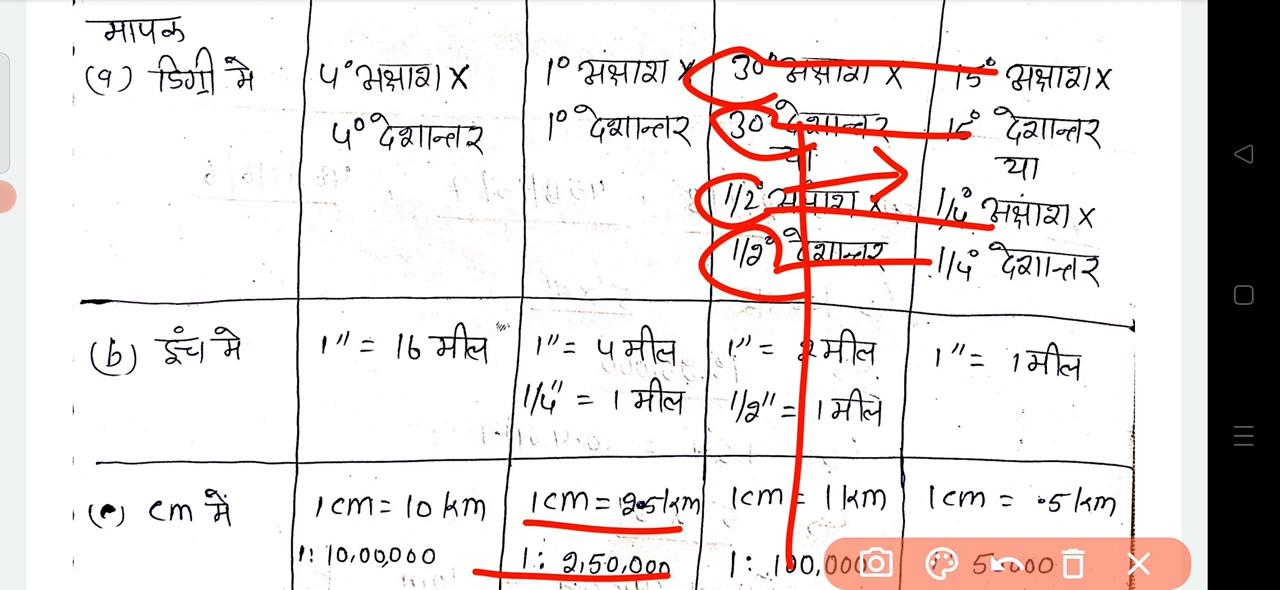 मापक
(a) डिग्री मे 4° अक्षाश X 1° अक्षाश X 30° अक्षाश X 15° अक्षाश X
4° देशान्तर 1° देशान्तर 30° देशान्तर 15° देशान्तर
या या
1/2° अक्षाश X 1/4° अक्षाश X
1/2° देशान्तर 1/4° देशान्तर
(b) इंच मे 1" = 16 मील 1" = 4 मील 1" = 2 मील 1" = 1 मील
1/4" = 1 मील 1/2" = 1 मील
(c) cm में 1 cm = 10 km 1 cm = 2.5 km 1 cm = 1 km 1 cm = .5 km
1: 10,00,000 1: 2,50,000 1: 100,000